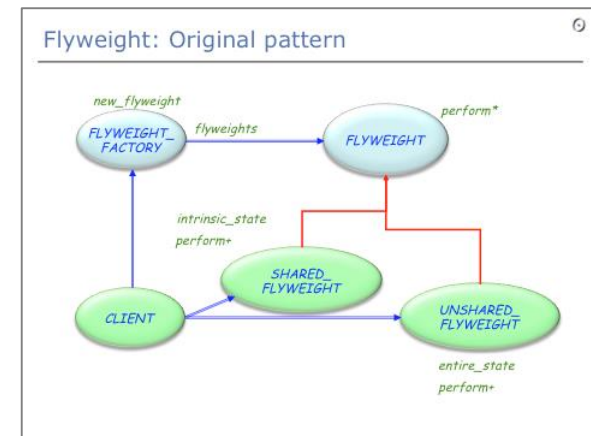 Flyweight: Original pattern
new_flyweight
FLYWEIGHT_
FACTORY
flyweights
FLYWEIGHT
perform*
intrinsic_state
perform+
SHARED_
FLYWEIGHT
CLIENT
UNSHARED_
FLYWEIGHT
entire_state
perform+